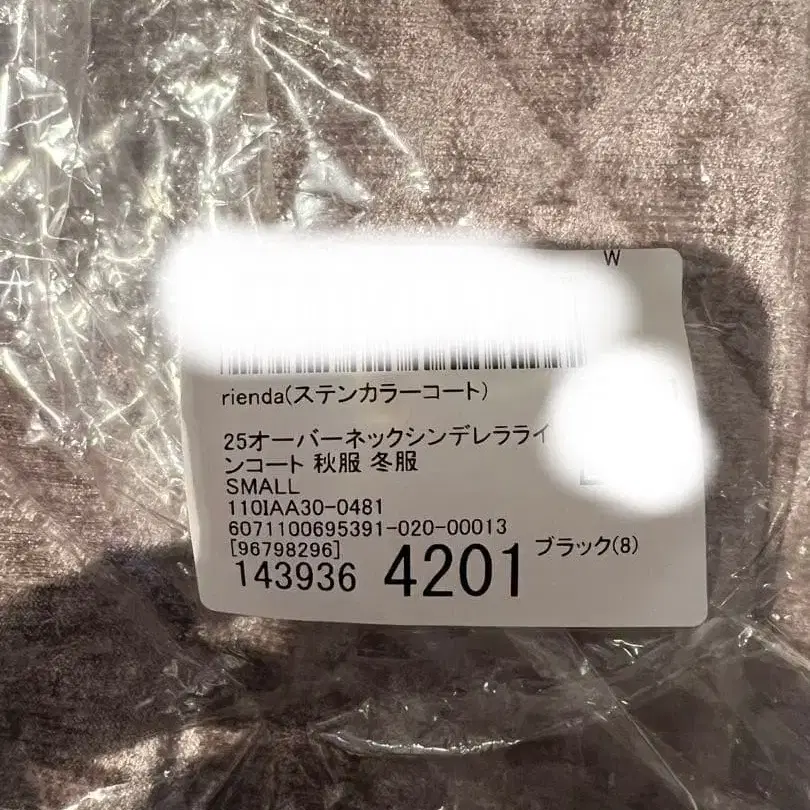 W
rienda(ステンカラーコート)
25オーバーネックシンデレラライ
ンコート 秋服 冬服
SMALL
110IAA30-0481
6071100695391-020-00013
[96798296]
ブラック(8)
143936 4201